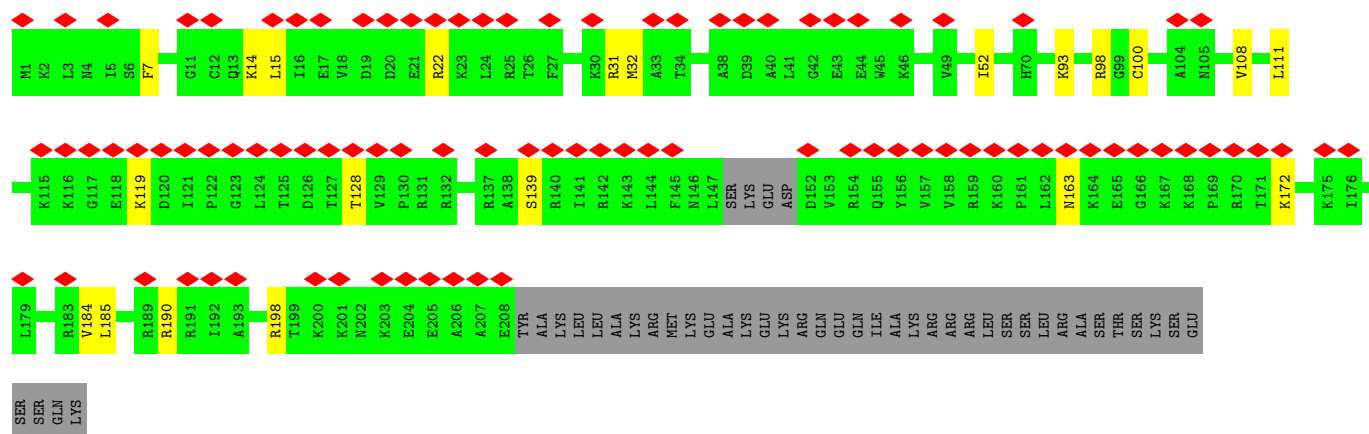 M1 K2 L3 N4 I5 S6 F7 G11 C12 Q13 K14 L15 I16 E17 V18 D19 D20 E21 R22 K23 L24 R25 T26 F27 K30 R31 M32 A33 T34 A38 D39 A40 L41 G42 E43 E44 W45 K46 V49 I52 H70 K93 R98 G99 C100 A104 N105 V108 L111
K115 K116 G117 E118 K119 D120 I121 P122 G123 L124 T125 D126 T127 T128 V129 P130 R131 R132 R137 A138 S139 R140 I141 R142 K143 L144 F145 N146 L147 SER LYS GLU ASP D152 V153 R154 Q155 Y156 V157 V158 R159 K160 P161 L162 N163 K164 E165 G166 K167 K168 P169 R170 T171 K172 K175 I176
L179 R183 V184 L185 R189 R190 R191 I192 A193 R198 T199 K200 K201 N202 K203 E204 E205 A206 A207 E208 TYR ALA LYS LEU LEU ALA LYS ARG MET LYS GLU ALA LYS GLU LYS ARG GLN GLU GLN ILE ALA LYS ARG ARG ARG LEU SER SER LEU ARG ALA SER THR SER LYS SER GLU
SER SER GLN LYS